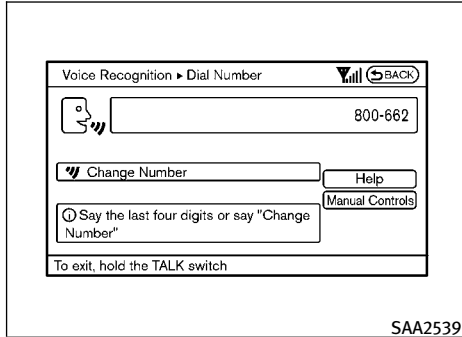 Voice Recognition ▸ Dial Number
BACK
800-662
Change Number
Help
Manual Controls
Say the last four digits or say "Change
Number"
To exit, hold the TALK switch
SAA2539